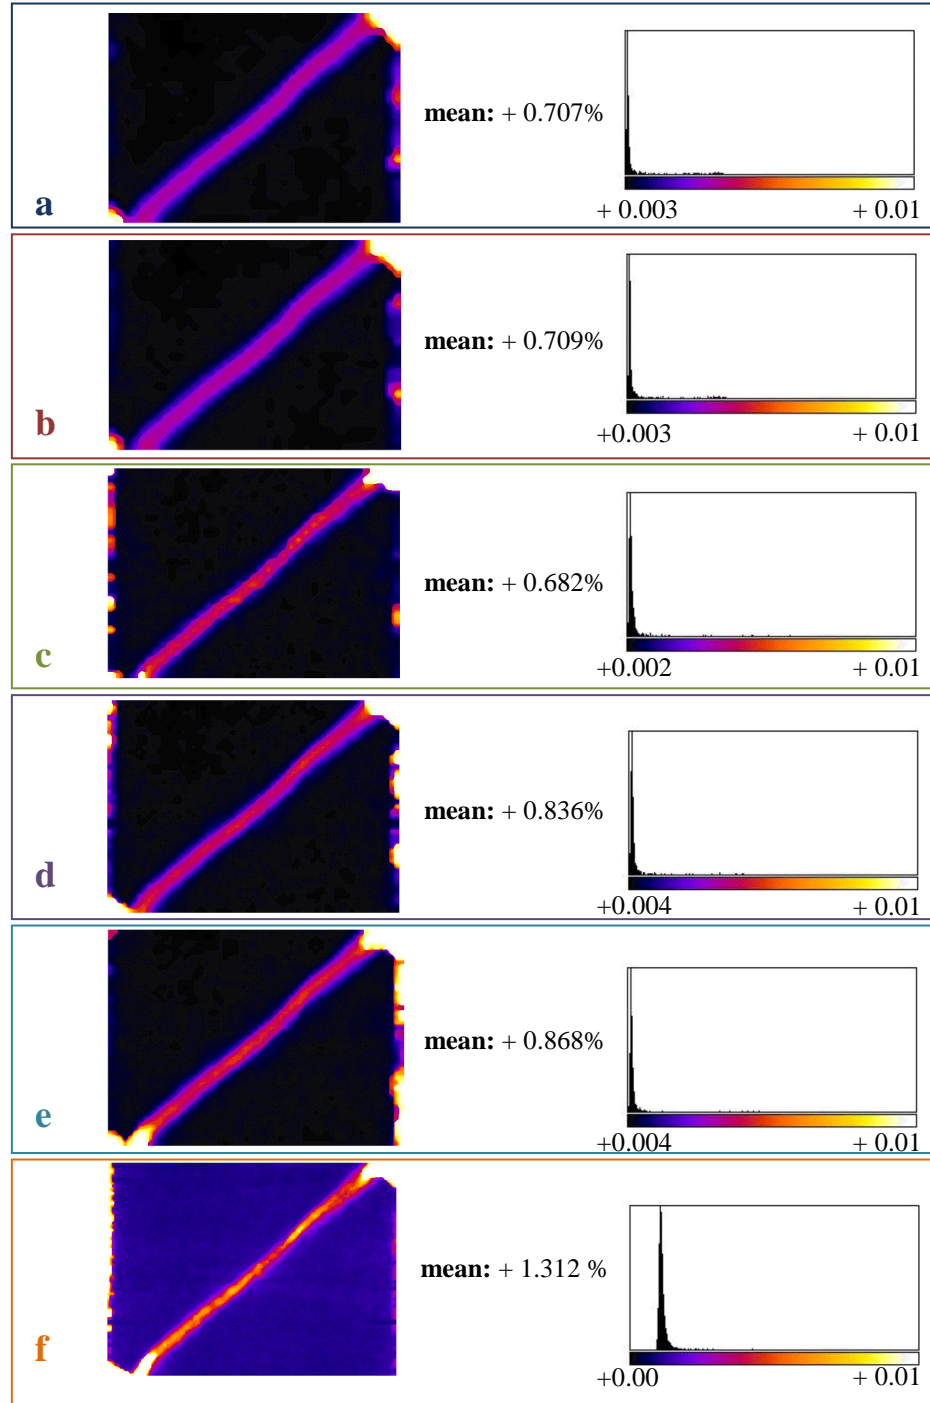 mean: + 0.707%
a
+ 0.003 + 0.01
mean: + 0.709%
b
+0.003 + 0.01
mean: + 0.682%
c
+0.002 + 0.01
mean: + 0.836%
d
+0.004 + 0.01
mean: + 0.868%
e
+0.004 + 0.01
mean: + 1.312 %
f
+0.00 + 0.01